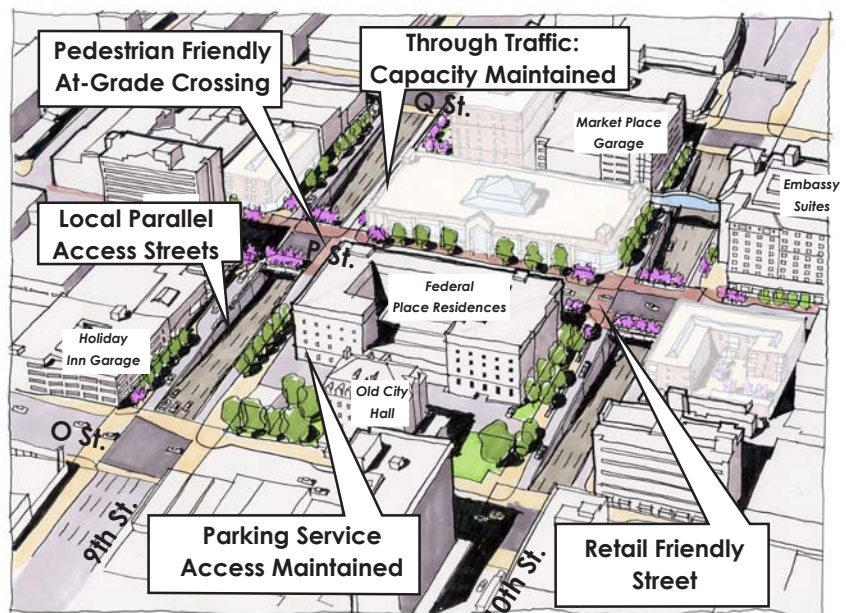 Pedestrian Friendly
At-Grade Crossing
Through Traffic:
Capacity Maintained
Q St.
Market Place
Garage
Embassy
Suites
Local Parallel
Access Streets
P St.
Federal
Place Residences
Holiday
Inn Garage
Old City
Hall
O St.
9th St.
Parking Service
Access Maintained
0th St.
Retail Friendly
Street